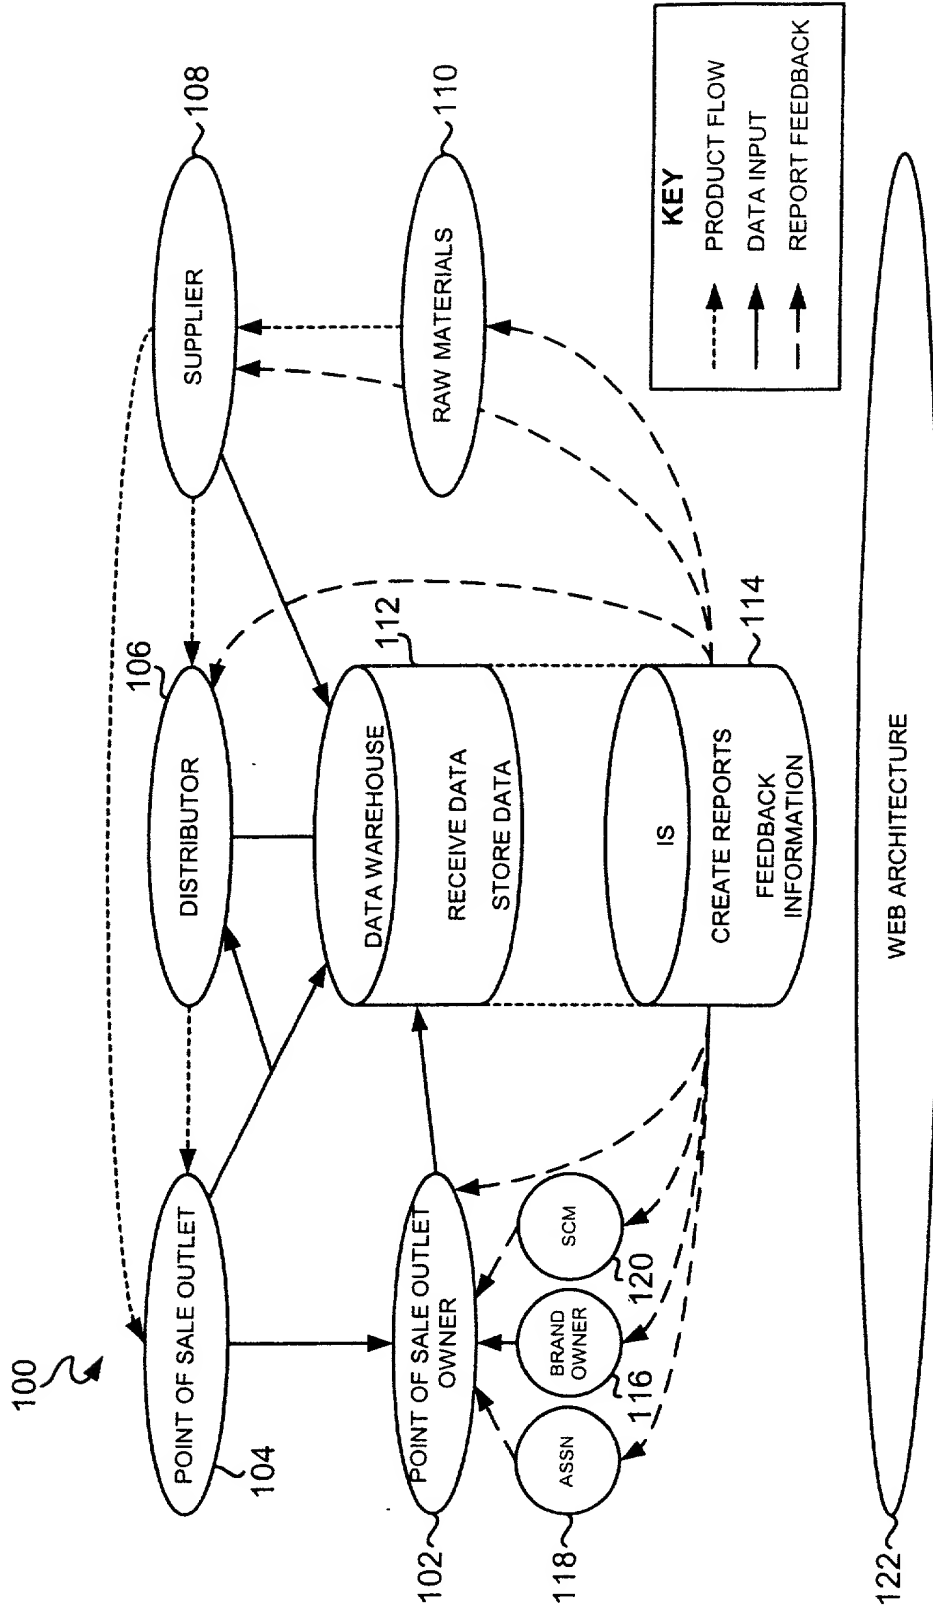 100
108
106
SUPPLIER
DISTRIBUTOR
POINT OF SALE OUTLET
104
110
112
RAW MATERIALS
DATA WAREHOUSE
RECEIVE DATA
STORE DATA
POINT OF SALE OUTLET
OWNER
102
SCM
120
BRAND
OWNER
116
ASSN
118
114
IS
CREATE REPORTS
FEEDBACK
INFORMATION
KEY
PRODUCT FLOW
DATA INPUT
REPORT FEEDBACK
WEB ARCHITECTURE
122